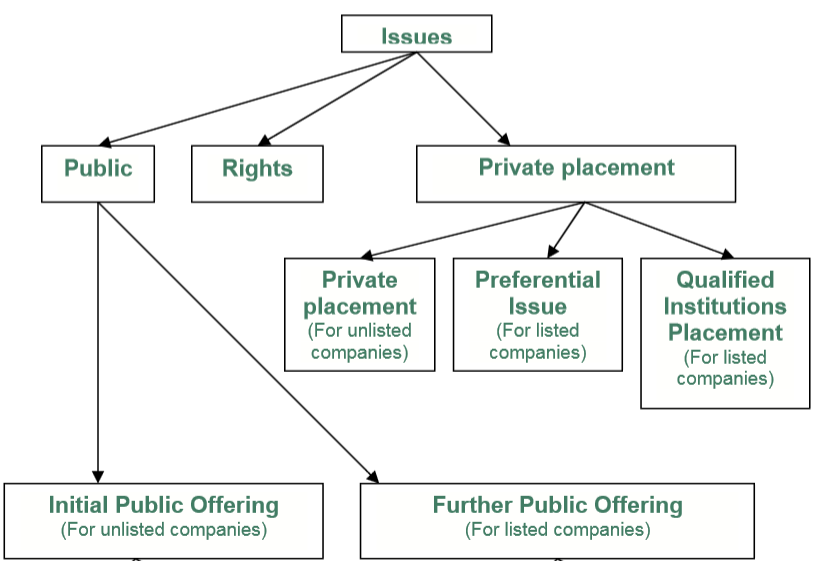 Issues
Public
Rights
Private placement
Private
placement
(For unlisted
companies)
Preferential
Issue
(For listed
companies)
Qualified
Institutions
Placement
(For listed
companies)
Initial Public Offering
(For unlisted companies)
Further Public Offering
(For listed companies)